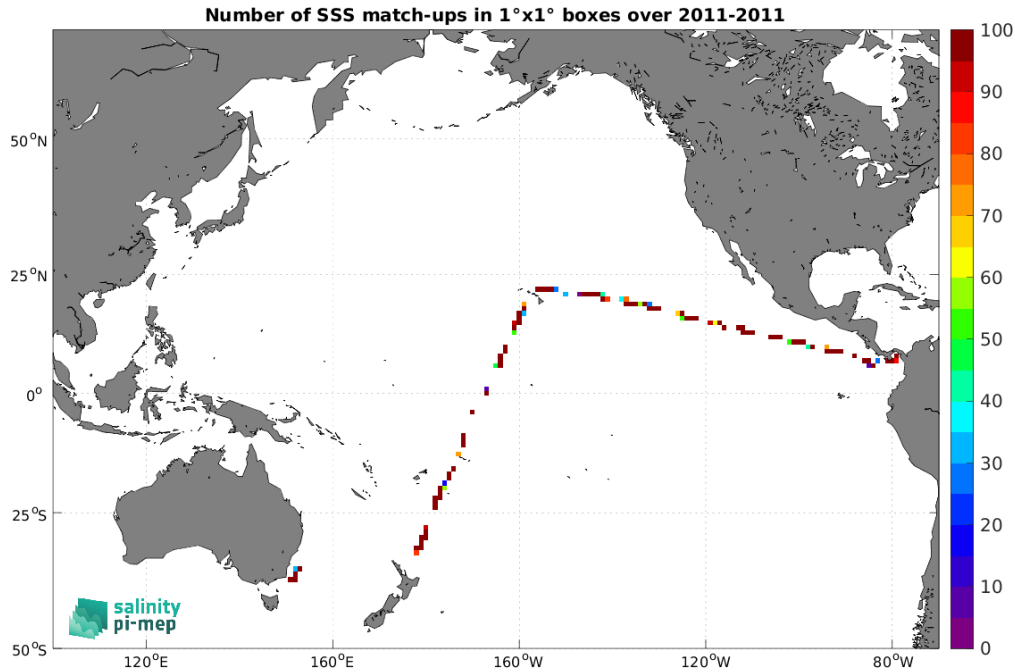 Number of SSS match-ups in 1°x1° boxes over 2011-2011
50°N
25°N
0°
25°S
50°S
120°E
160°E
160°W
120°W
80°W
100
90
80
70
60
50
40
30
20
10
0
salinity
pi-mep